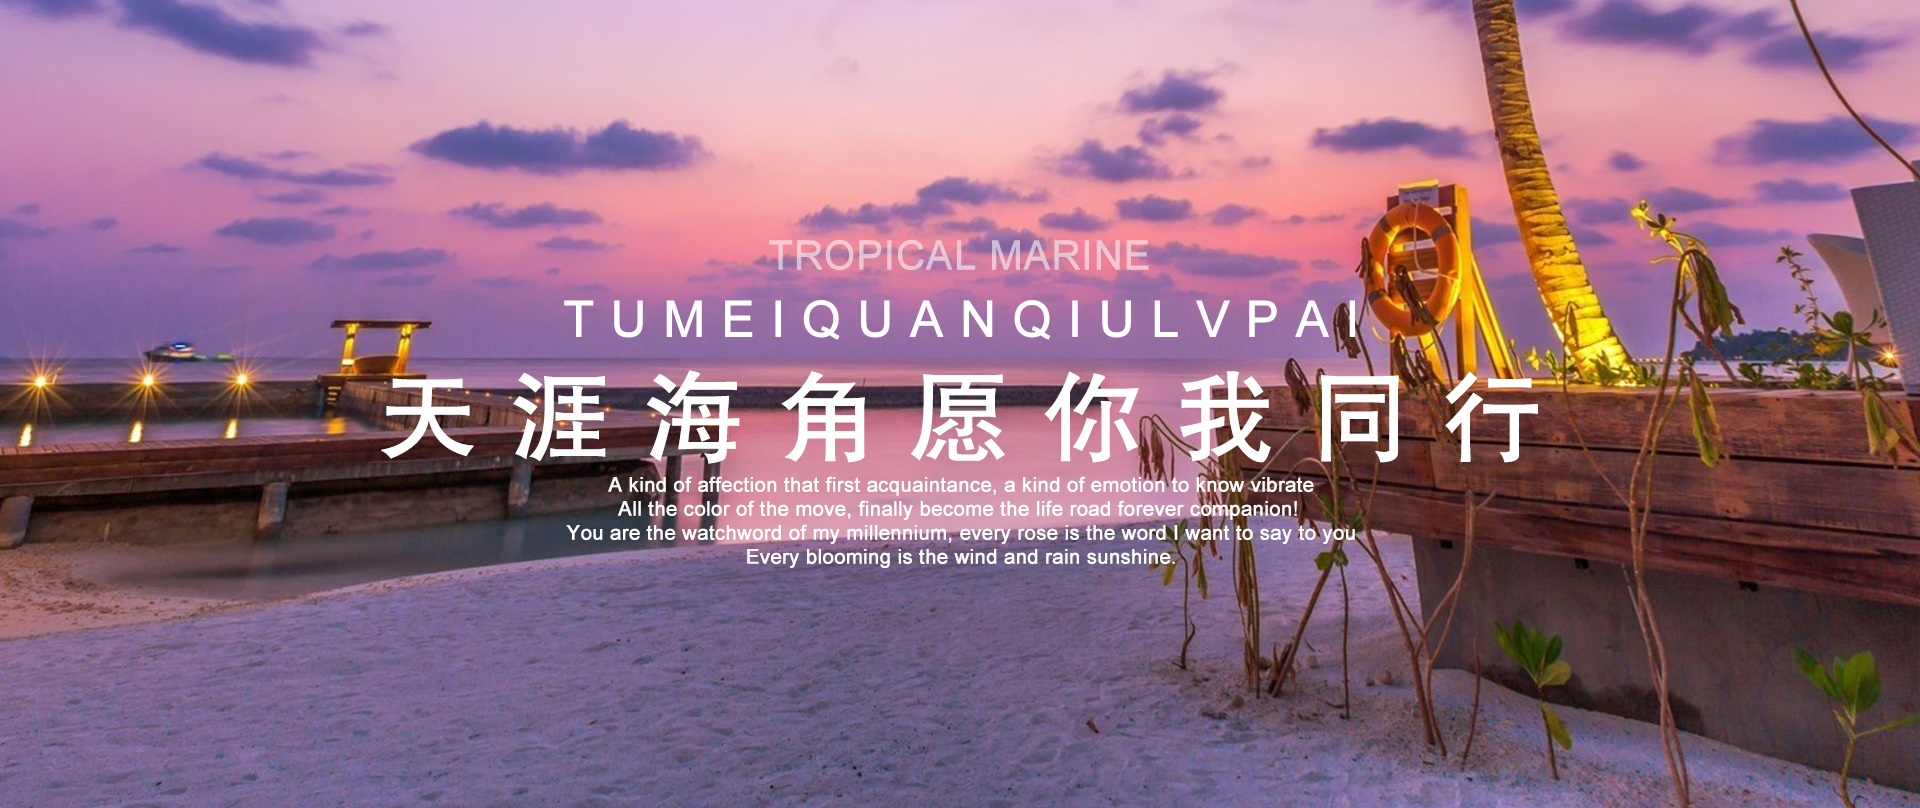 TROPICAL MARINE
TUMEIQUANQIULVPAI
天涯海角愿你我同行
A kind of affection that first acquaintance, a kind of emotion to know vibrate
All the color of the move, finally become the life road forever companion!
You are the watchword of my millennium, every rose is the word I want to say to you
Every blooming is the wind and rain sunshine.